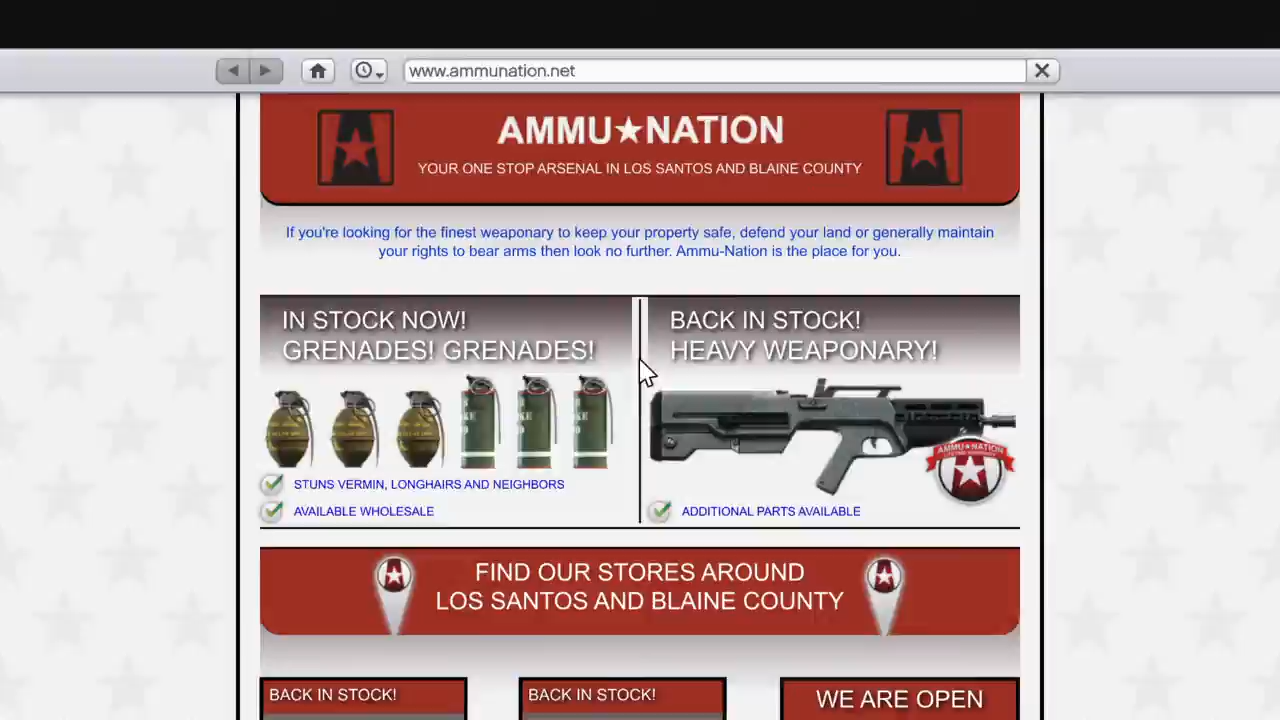 www.ammunation.net
AMMU★NATION
YOUR ONE STOP ARSENAL IN LOS SANTOS AND BLAINE COUNTY
If you're looking for the finest weaponary to keep your property safe, defend your land or generally maintain
your rights to bear arms then look no further. Ammu-Nation is the place for you.
IN STOCK NOW!
GRENADES! GRENADES!
STUNS VERMIN, LONGHAIRS AND NEIGHBORS
AVAILABLE WHOLESALE
BACK IN STOCK!
HEAVY WEAPONARY!
AMMU★NATION
ADDITIONAL PARTS AVAILABLE
FIND OUR STORES AROUND
LOS SANTOS AND BLAINE COUNTY
BACK IN STOCK!
BACK IN STOCK!
WE ARE OPEN